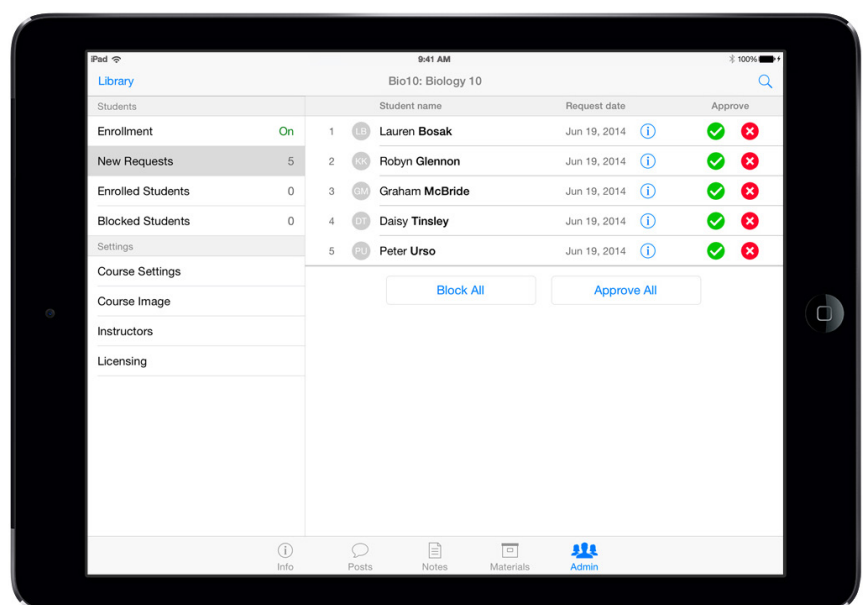 iPad 9:41 AM 100%
Library Bio10: Biology 10
Students Student name Request date Approve
Enrollment On 1 LB Lauren Bosak Jun 19, 2014
New Requests 5 2 KK Robyn Glennon Jun 19, 2014
Enrolled Students 0 3 GM Graham McBride Jun 19, 2014
Blocked Students 0 4 DT Daisy Tinsley Jun 19, 2014
Settings 5 PU Peter Urso Jun 19, 2014
Course Settings
Block All Approve All
Course Image
Instructors
Licensing
Info Posts Notes Materials Admin